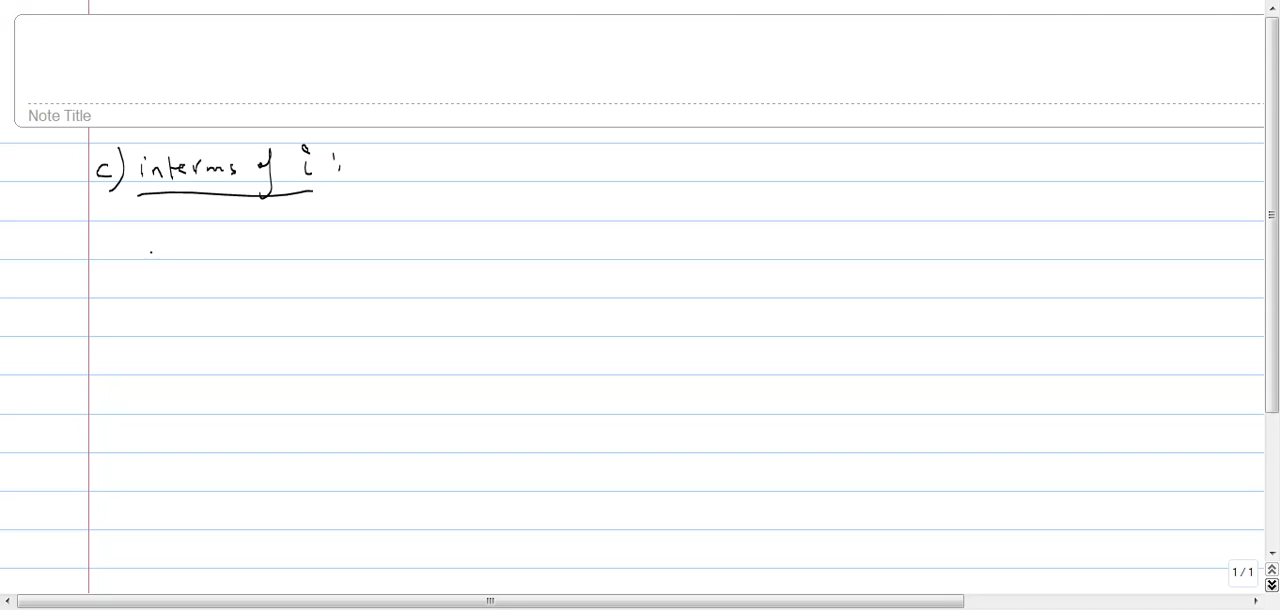 Note Title
c) interms of i :
1 / 1